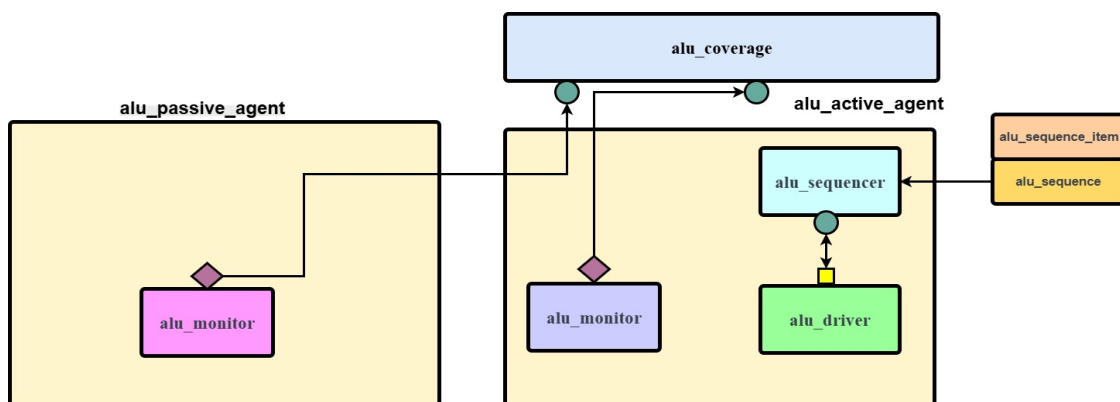 alu_coverage
alu_passive_agent
alu_active_agent
alu_sequence_item
alu_sequencer
alu_sequence
alu_monitor
alu_monitor
alu_driver